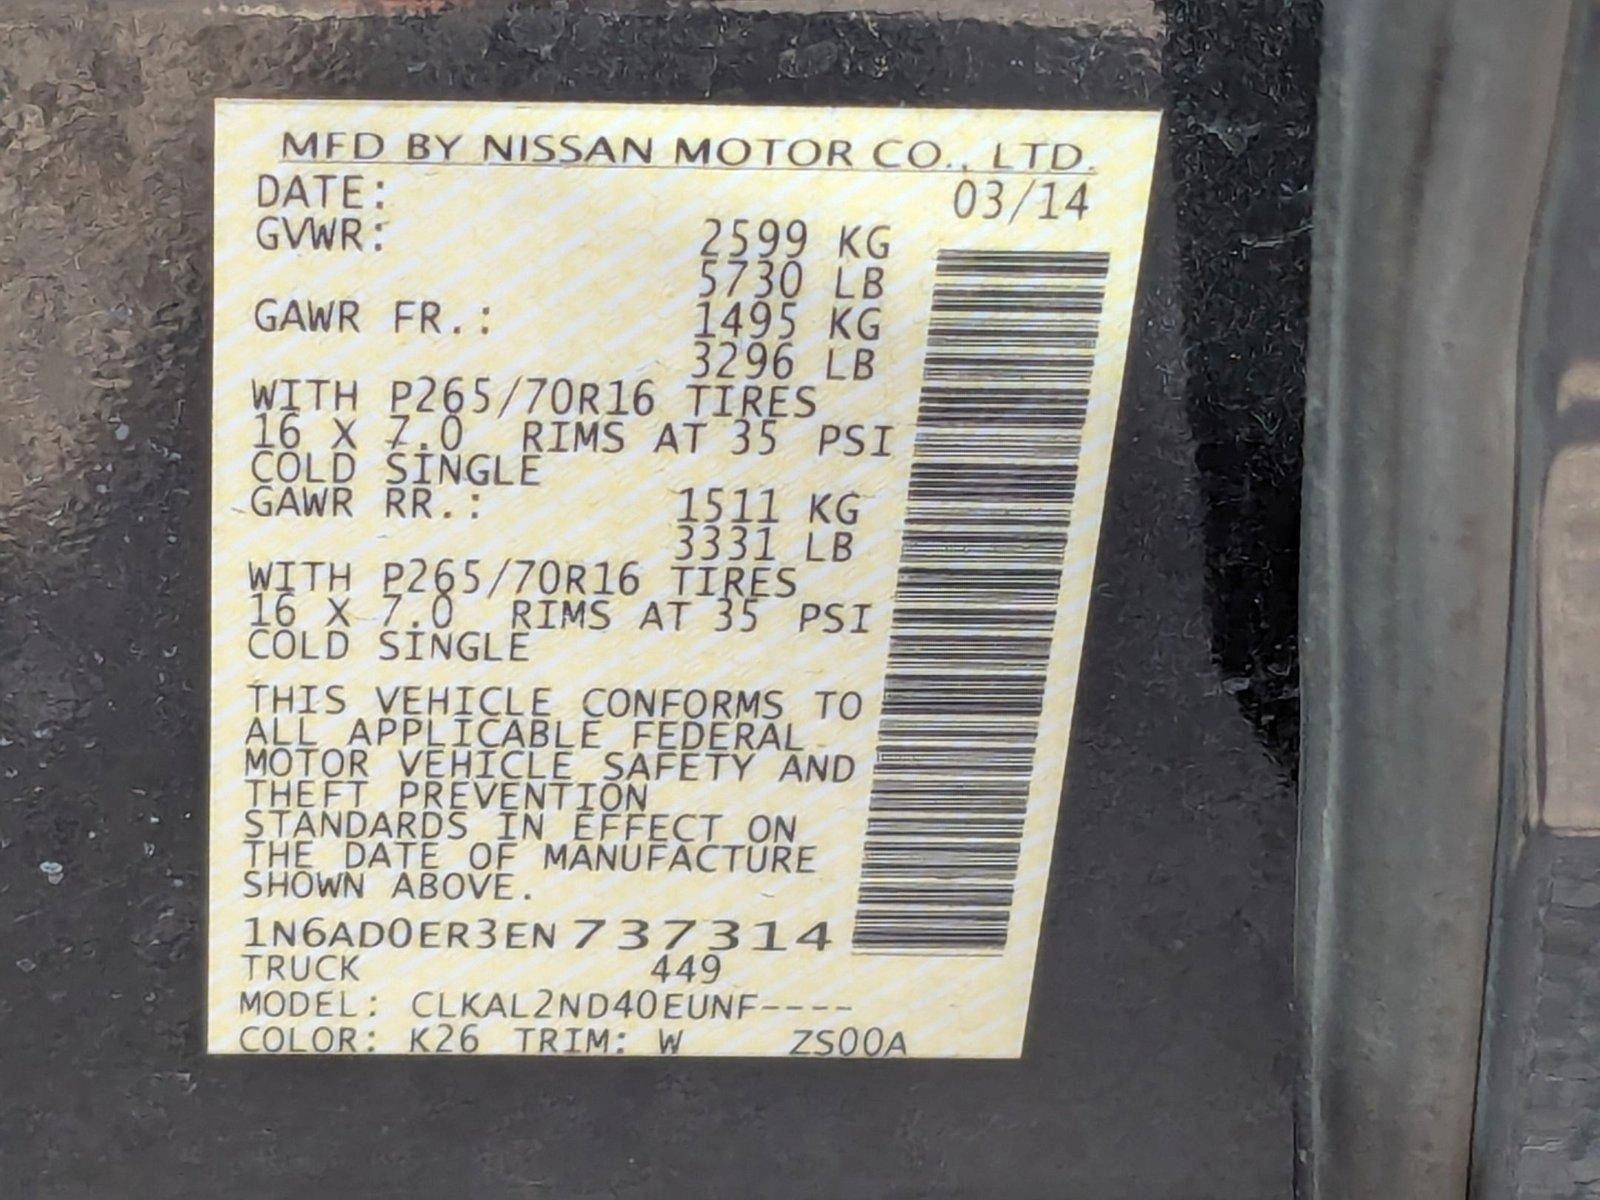 MFD BY NISSAN MOTOR CO., LTD.
DATE: 03/14
GVWR: 2599 KG
5730 LB
GAWR FR.: 1495 KG
3296 LB
WITH P265/70R16 TIRES
16 X 7.0 RIMS AT 35 PSI
COLD SINGLE
GAWR RR.: 1511 KG
3331 LB
WITH P265/70R16 TIRES
16 X 7.0 RIMS AT 35 PSI
COLD SINGLE
THIS VEHICLE CONFORMS TO
ALL APPLICABLE FEDERAL
MOTOR VEHICLE SAFETY AND
THEFT PREVENTION
STANDARDS IN EFFECT ON
THE DATE OF MANUFACTURE
SHOWN ABOVE.
1N6AD0ER3EN737314
TRUCK 449
MODEL: CLKAL2ND40EUNF----
COLOR: K26 TRIM: W ZS00A